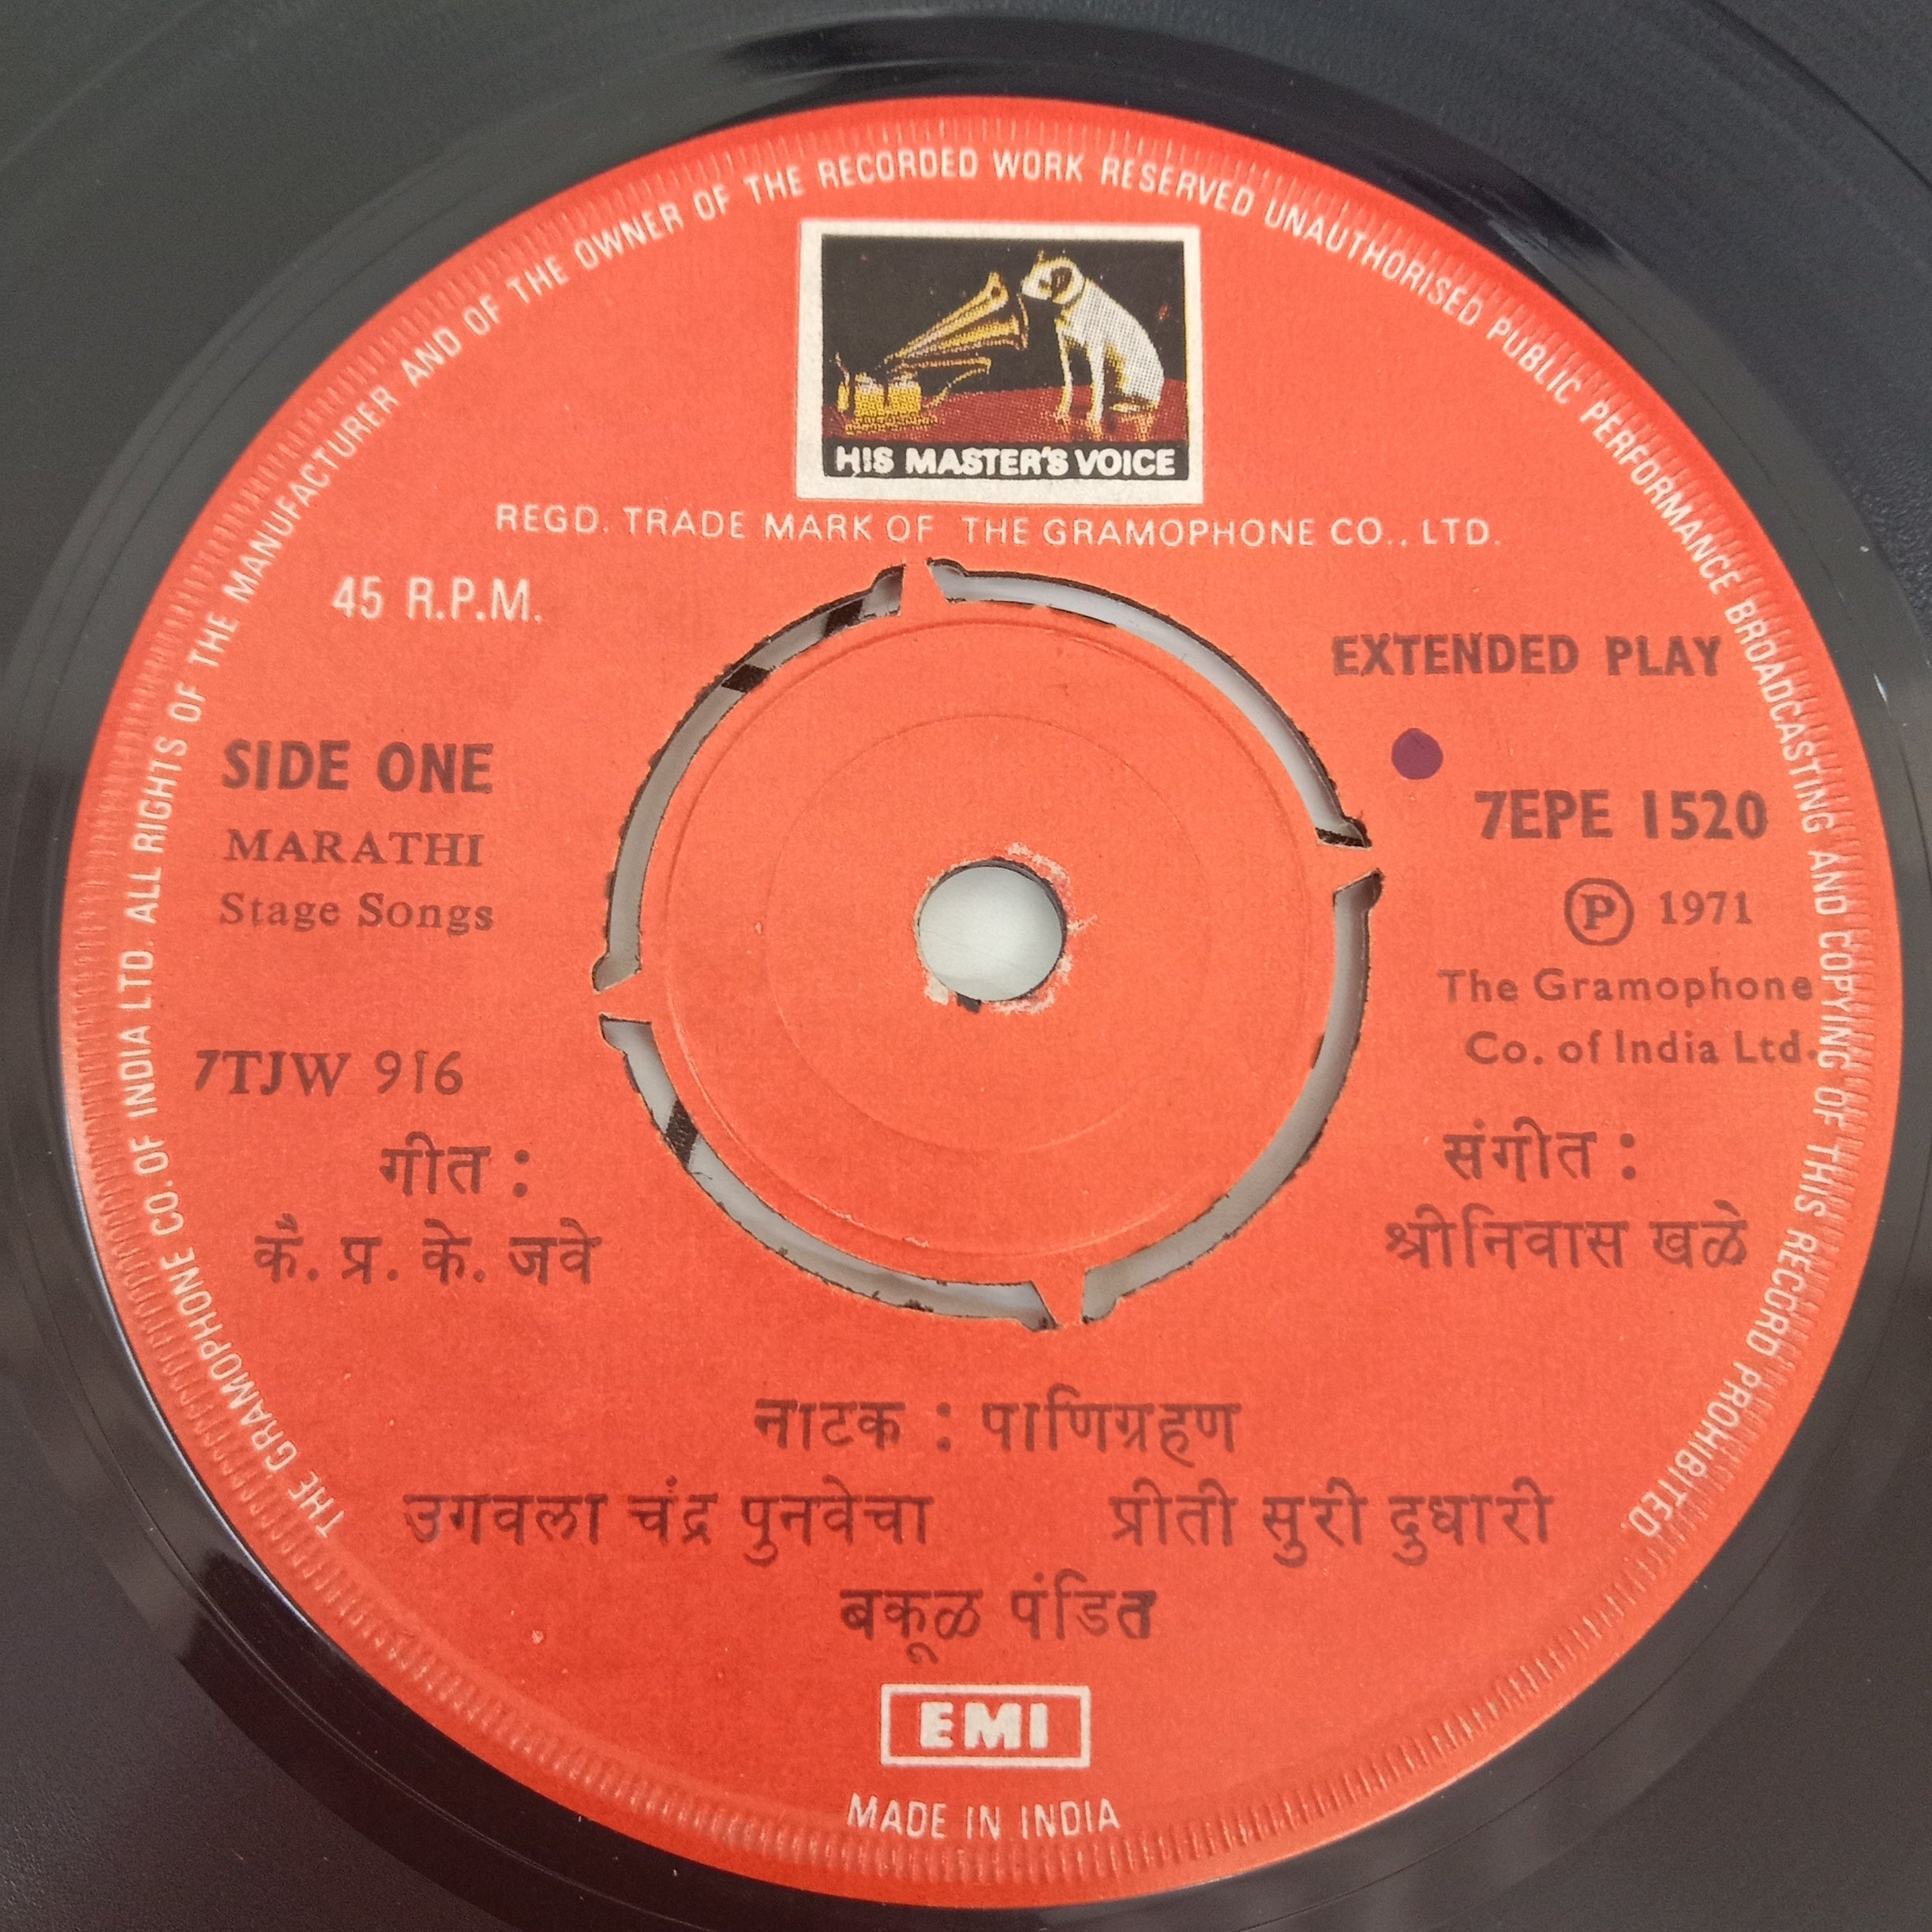 THE GRAMOPHONE CO. OF INDIA LTD. ALL RIGHTS OF THE MANUFACTURER AND OF THE OWNER OF THE RECORDED WORK RESERVED UNAUTHORISED PUBLIC PERFORMANCE BROADCASTING AND COPYING OF THIS RECORD PROHIBITED.
HIS MASTER'S VOICE
REGD. TRADE MARK OF THE GRAMOPHONE CO., LTD.
45 R.P.M.
EXTENDED PLAY
SIDE ONE
MARATHI
Stage Songs
7EPE 1520
Ⓟ 1971
The Gramophone
Co. of India Ltd.
7TJW 916
गीत :
कै. प्र. के. जवे
संगीत :
श्रीनिवास खळे
नाटक : पाणिग्रहण
उगवला चंद्र पुनवेचा प्रीती सुरी दुधारी
बकूळ पंडित
EMI
MADE IN INDIA